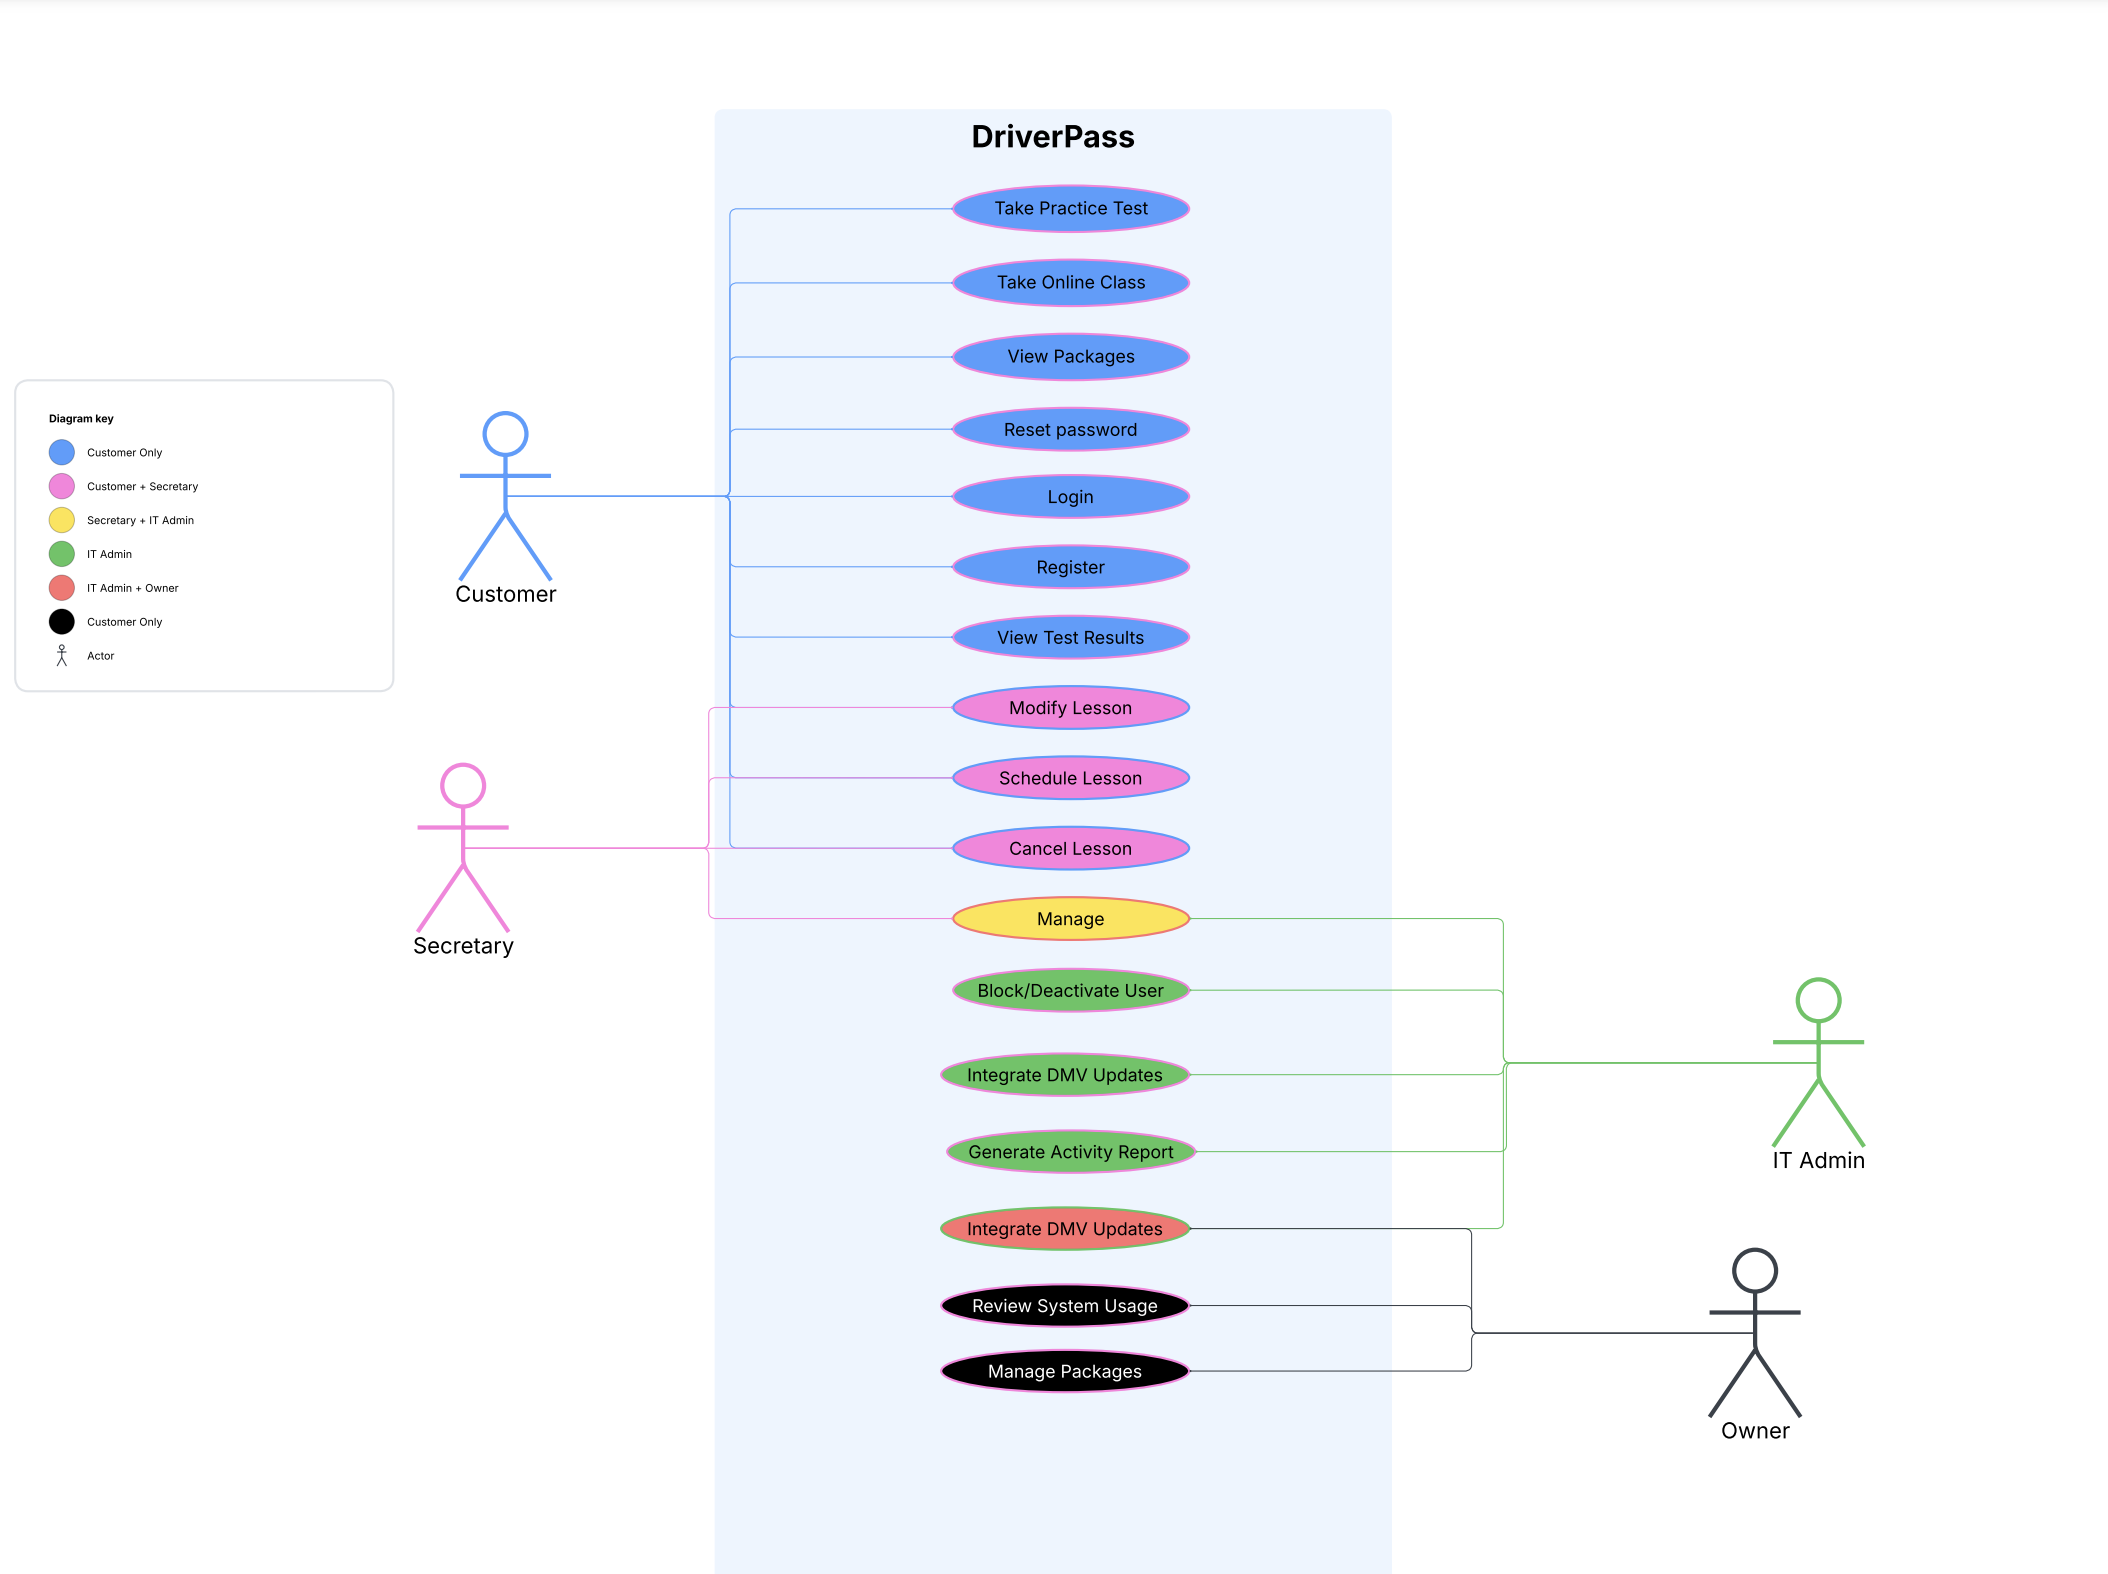 DriverPass
Take Practice Test
Take Online Class
View Packages
Reset password
Login
Register
View Test Results
Modify Lesson
Schedule Lesson
Cancel Lesson
Manage
Block/Deactivate User
Integrate DMV Updates
Generate Activity Report
Integrate DMV Updates
Review System Usage
Manage Packages
Diagram key
Customer Only
Customer + Secretary
Secretary + IT Admin
IT Admin
IT Admin + Owner
Customer Only
Actor
Customer
Secretary
IT Admin
Owner